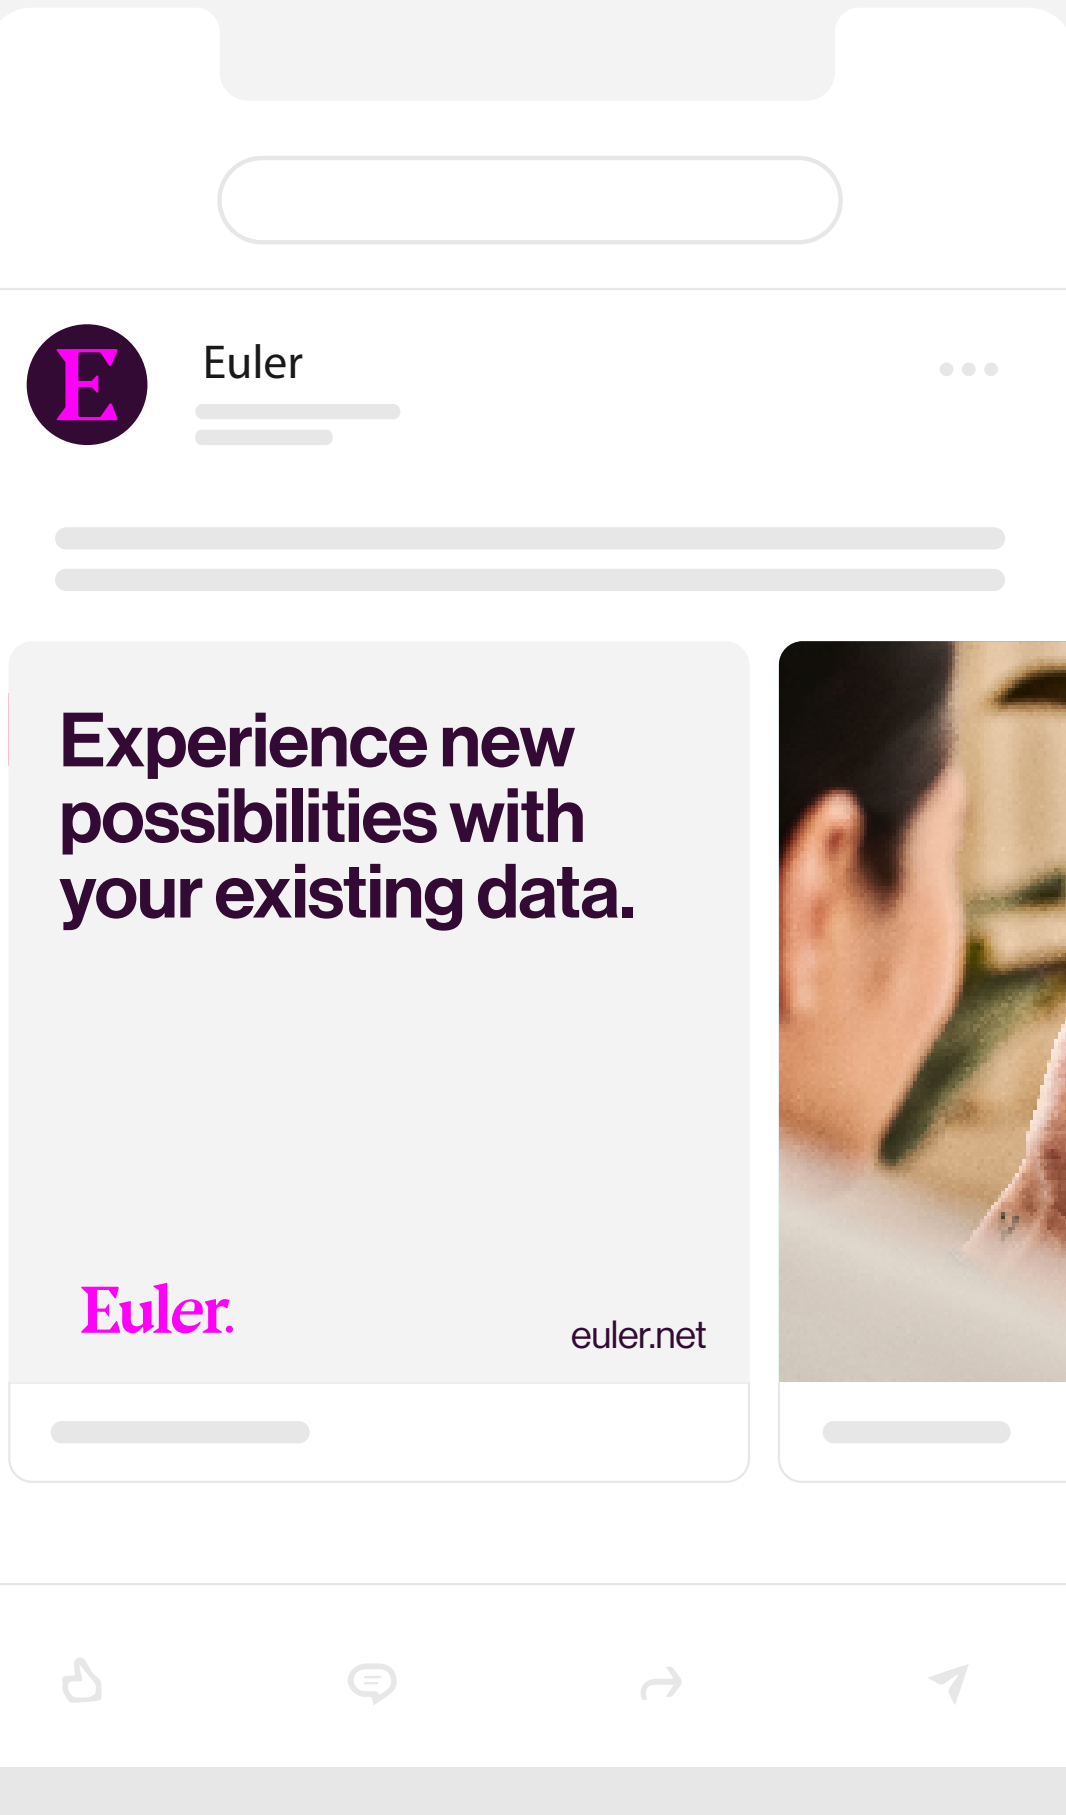 E
Euler
Experience new
possibilities with
your existing data.
Euler.
euler.net